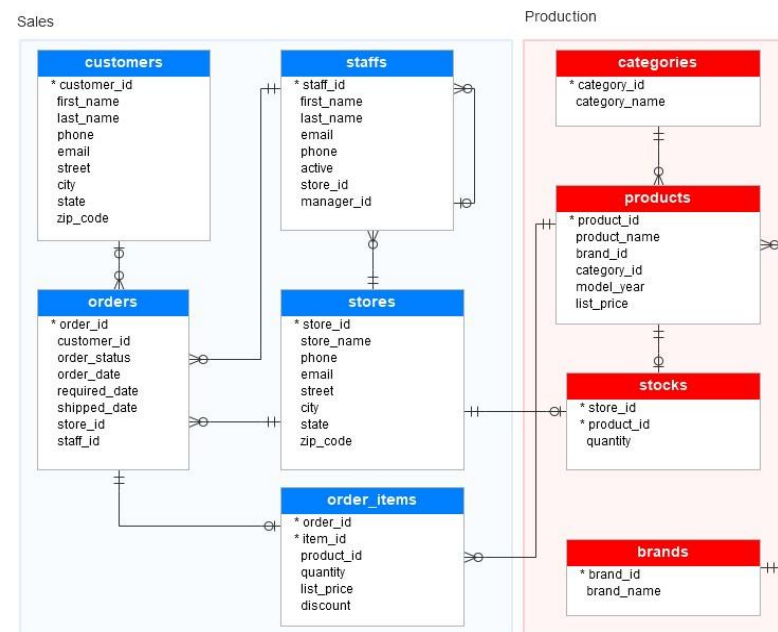 Sales
Production
customers
* customer_id
first_name
last_name
phone
email
street
city
state
zip_code
staffs
* staff_id
first_name
last_name
email
phone
active
store_id
manager_id
categories
* category_id
category_name
products
* product_id
product_name
brand_id
category_id
model_year
list_price
orders
* order_id
customer_id
order_status
order_date
required_date
shipped_date
store_id
staff_id
stores
* store_id
store_name
phone
email
street
city
state
zip_code
stocks
* store_id
* product_id
quantity
order_items
* order_id
* item_id
product_id
quantity
list_price
discount
brands
* brand_id
brand_name